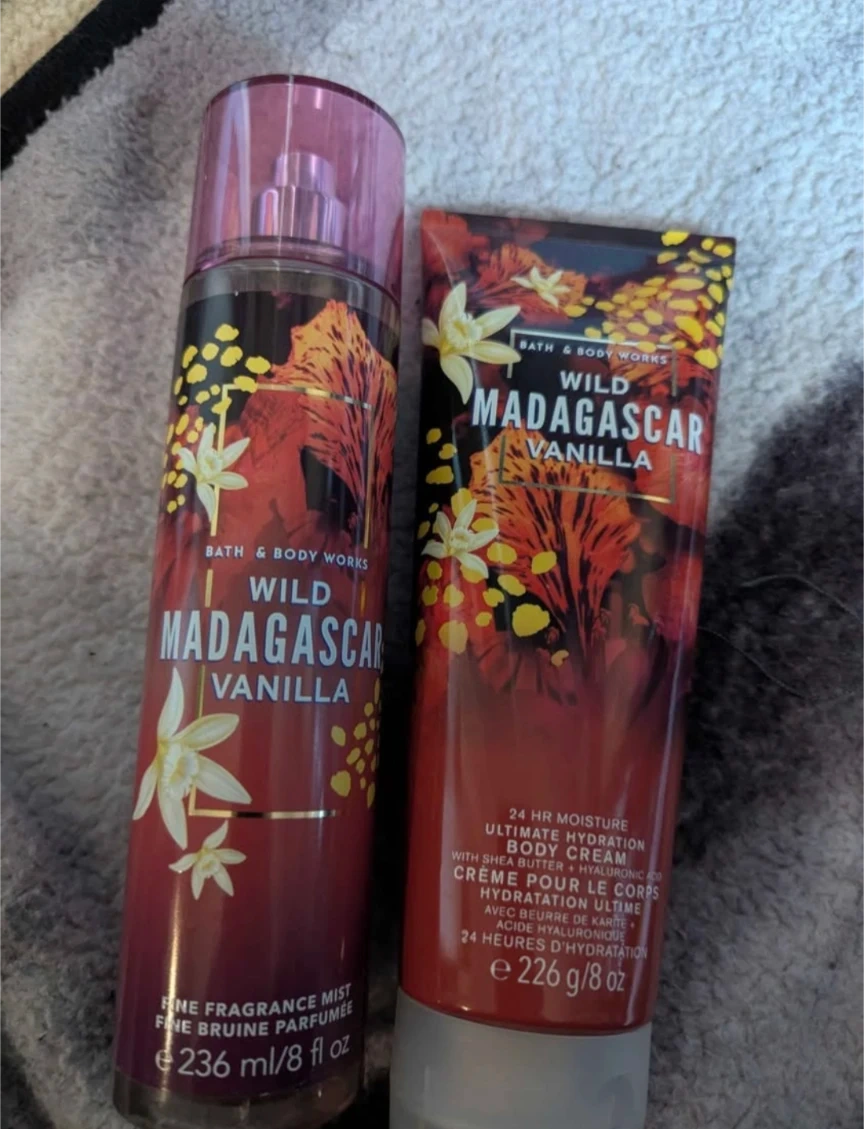 BATH & BODY WORKS
WILD
MADAGASCAR
VANILLA
FINE FRAGRANCE MIST
FINE BRUINE PARFUMÉE
e 236 ml/8 fl oz
BATH & BODY WORKS
WILD
MADAGASCAR
VANILLA
24 HR MOISTURE
ULTIMATE HYDRATION
BODY CREAM
WITH SHEA BUTTER + HYALURONIC ACID
CRÈME POUR LE CORPS
HYDRATATION ULTIME
AVEC BEURRE DE KARITÉ +
ACIDE HYALURONIQUE
24 HEURES D'HYDRATATION
e 226 g/8 oz